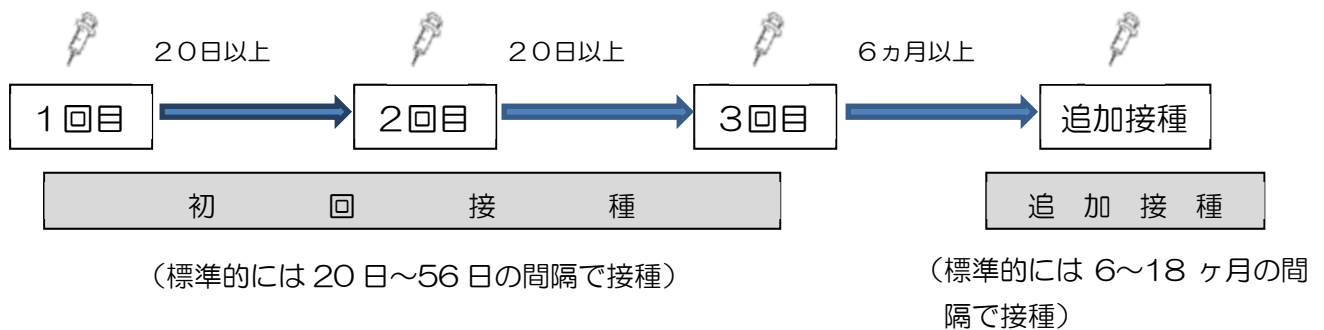 20日以上
20日以上
6ヵ月以上
1回目
2回目
3回目
追加接種
初回接種
追加接種
（標準的には 20 日～56 日の間隔で接種）
（標準的には 6～18 ヶ月の間
隔で接種）